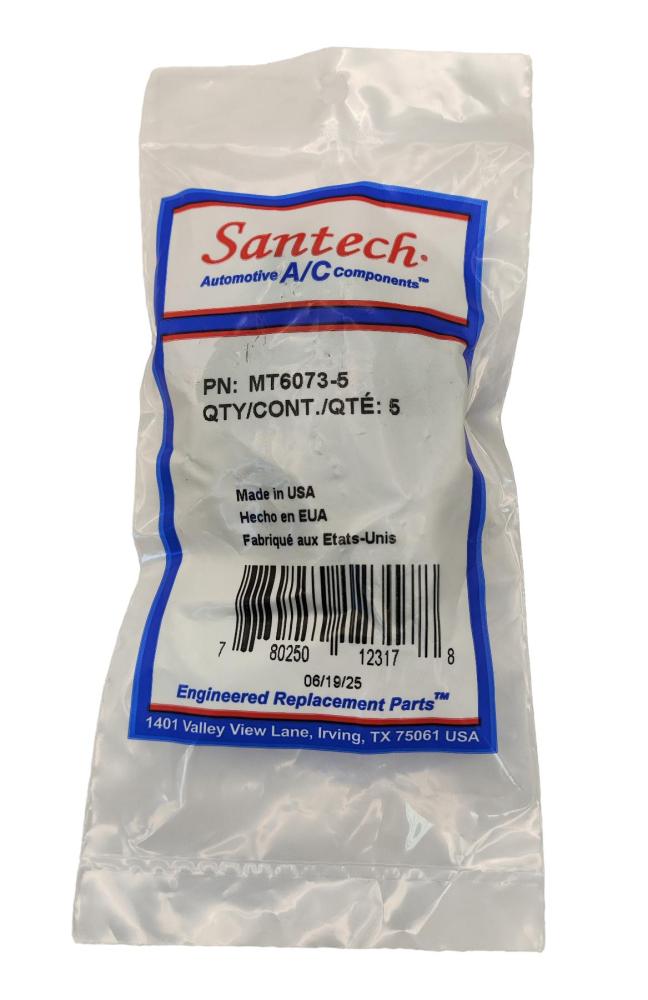 Santech
Automotive A/C Components™
PN: MT6073-5
QTY/CONT./QTÉ: 5
Made in USA
Hecho en EUA
Fabriqué aux Etats-Unis
7 80250 12317 8
06/19/25
Engineered Replacement Parts™
1401 Valley View Lane, Irving, TX 75061 USA